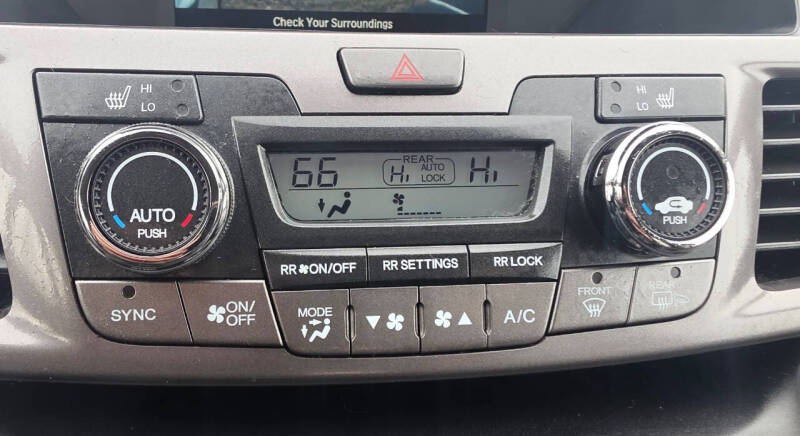 Check Your Surroundings
HI
LO
HI
LO
66
REAR
Hi
AUTO
LOCK
Hi
AUTO
PUSH
PUSH
RR ON/OFF
RR SETTINGS
RR LOCK
SYNC
ON/
OFF
MODE
A/C
FRONT
REAR